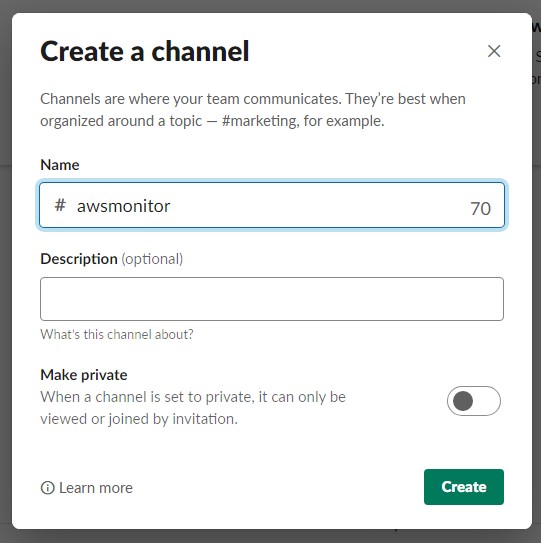 Create a channel
Channels are where your team communicates. They’re best when
organized around a topic — #marketing, for example.
Name
# awsmonitor 70
Description (optional)
What's this channel about?
Make private
When a channel is set to private, it can only be
viewed or joined by invitation.
Learn more
Create